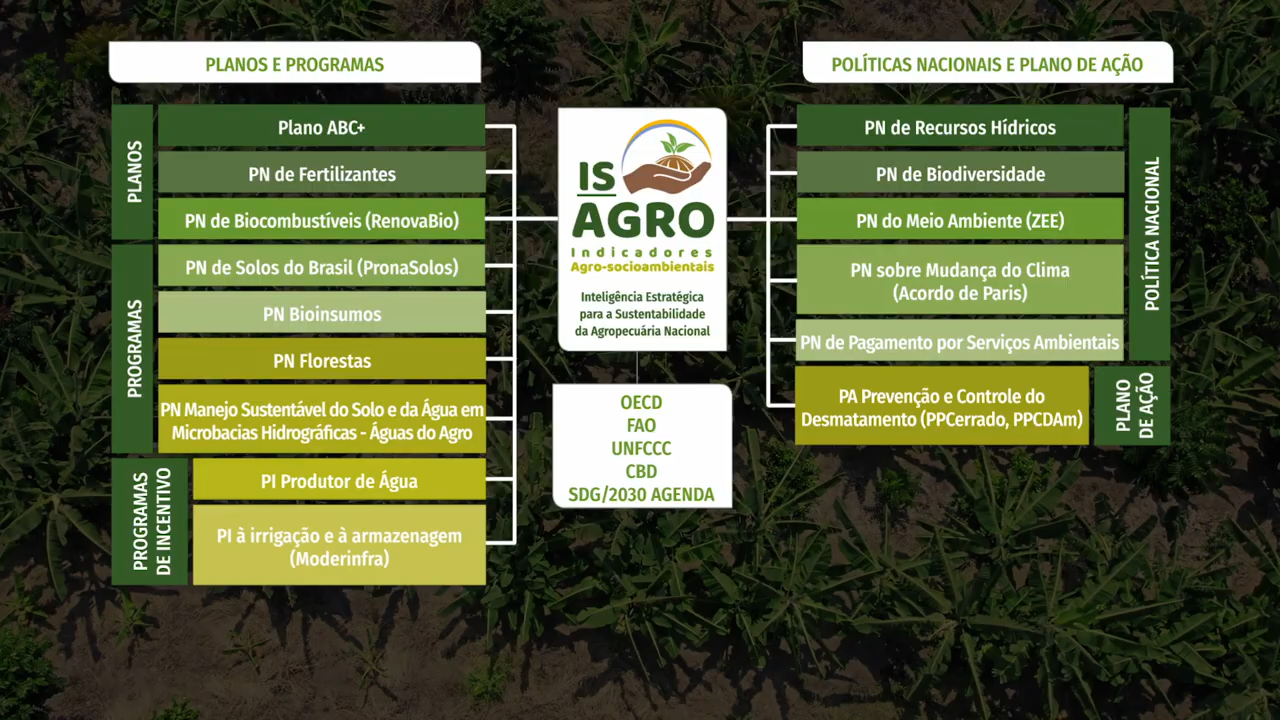 PLANOS E PROGRAMAS
PLANOS
Plano ABC+
PN de Fertilizantes
PN de Biocombustíveis (RenovaBio)
PROGRAMAS
PN de Solos do Brasil (PronaSolos)
PN Bioinsumos
PN Florestas
PN Manejo Sustentável do Solo e da Água em
Microbacias Hidrográficas - Águas do Agro
PROGRAMAS
DE INCENTIVO
PI Produtor de Água
PI à irrigação e à armazenagem
(Moderinfra)
IS
AGRO
Indicadores
Agro-socioambientais
Inteligência Estratégica
para a Sustentabilidade
da Agropecuária Nacional
OECD
FAO
UNFCCC
CBD
SDG/2030 AGENDA
POLÍTICAS NACIONAIS E PLANO DE AÇÃO
PN de Recursos Hídricos
PN de Biodiversidade
PN do Meio Ambiente (ZEE)
PN sobre Mudança do Clima
(Acordo de Paris)
PN de Pagamento por Serviços Ambientais
POLÍTICA NACIONAL
PA Prevenção e Controle do
Desmatamento (PPCerrado, PPCDAm)
PLANO
DE AÇÃO